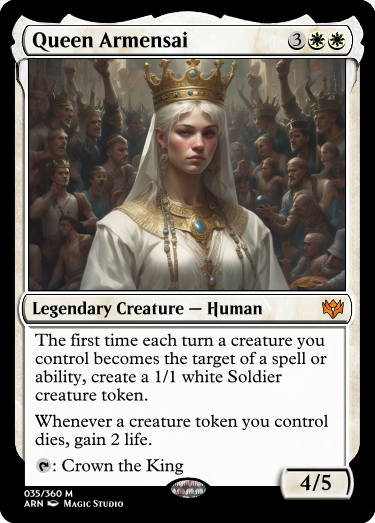 Queen Armensai 3
Legendary Creature — Human
The first time each turn a creature you
control becomes the target of a spell or
ability, create a 1/1 white Soldier
creature token.
Whenever a creature token you control
dies, gain 2 life.
: Crown the King
4/5
035/360 M
ARN Magic Studio